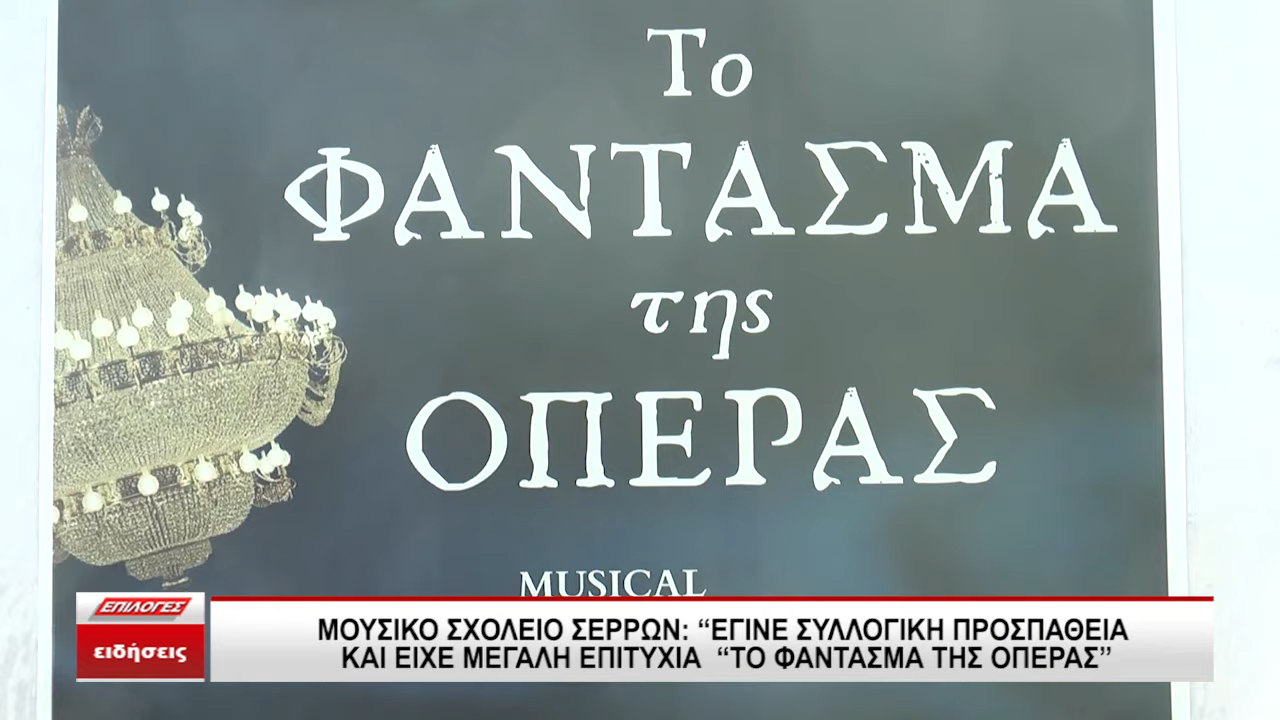 Το
ΦΑΝΤΑΣΜΑ
της
ΟΠΕΡΑΣ
MUSICAL
ΕΠΙΛΟΓΕΣ
ειδήσεις
ΜΟΥΣΙΚΟ ΣΧΟΛΕΙΟ ΣΕΡΡΩΝ: “ΕΓΙΝΕ ΣΥΛΛΟΓΙΚΗ ΠΡΟΣΠΑΘΕΙΑ
ΚΑΙ ΕΙΧΕ ΜΕΓΑΛΗ ΕΠΙΤΥΧΙΑ “ΤΟ ΦΑΝΤΑΣΜΑ ΤΗΣ ΟΠΕΡΑΣ”